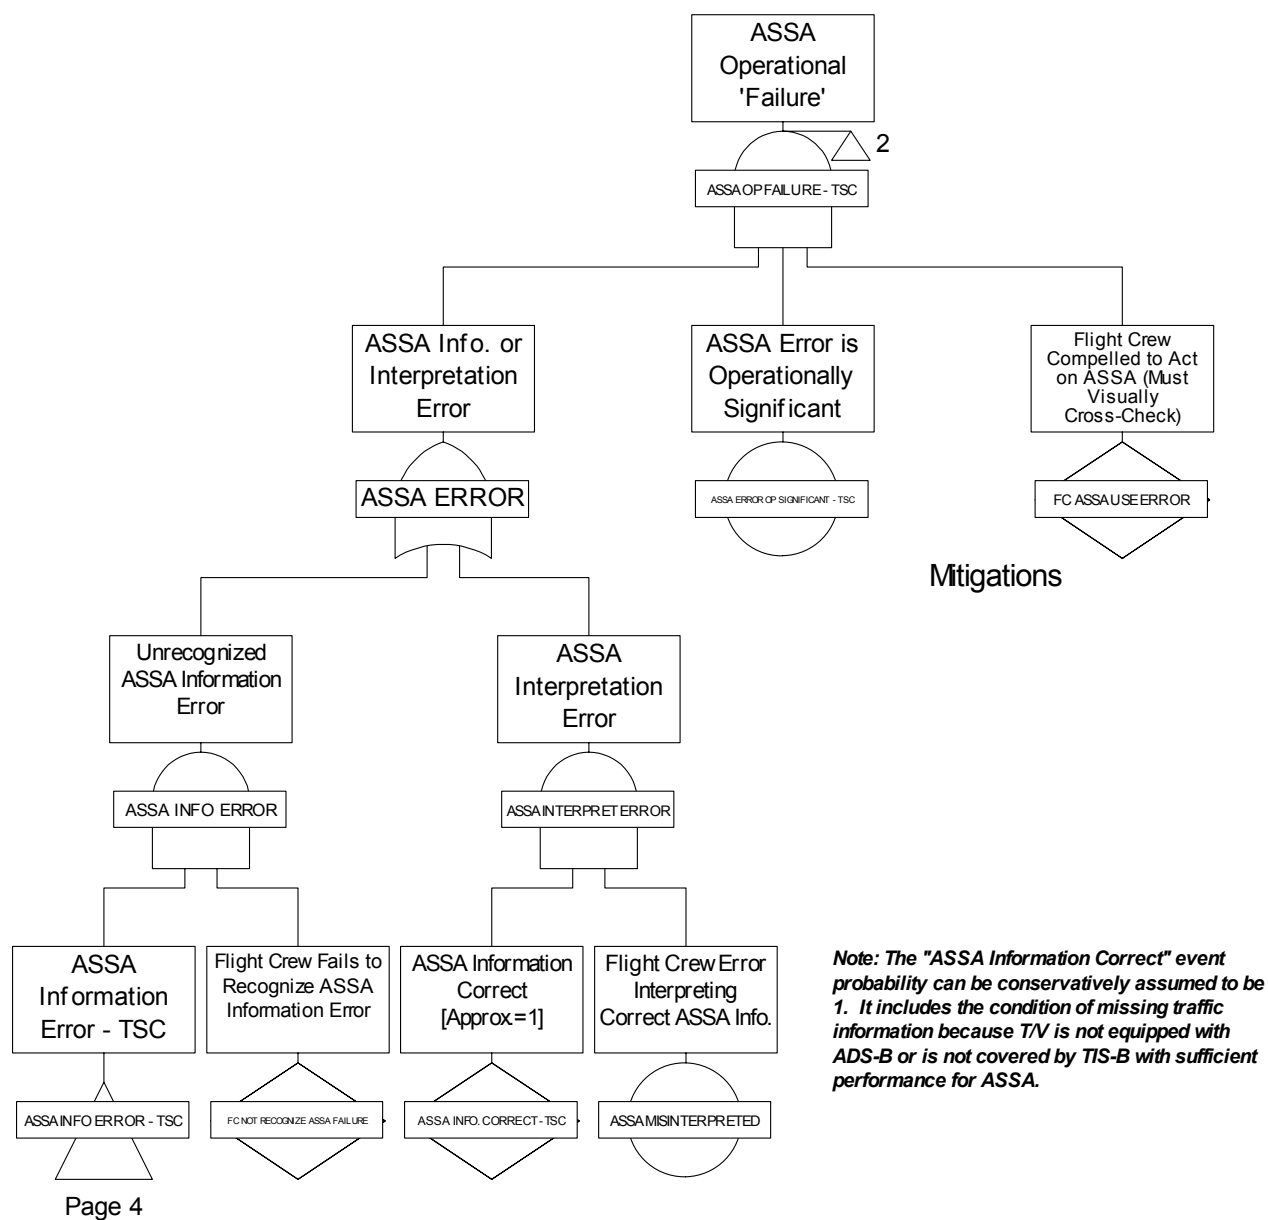 ASSA
Operational
'Failure'
2
ASSA OP FAILURE - TSC
ASSA Info. or
Interpretation
Error
ASSA ERROR
ASSA Error is
Operationally
Significant
ASSA ERROR OP SIGNIFICANT - TSC
Flight Crew
Compelled to Act
on ASSA (Must
Visually
Cross-Check)
FC ASSA USE ERROR
Mitigations
Unrecognized
ASSA Information
Error
ASSA INFO ERROR
ASSA
Interpretation
Error
ASSA INTERPRET ERROR
ASSA
Information
Error - TSC
ASSA INFO ERROR - TSC
Page 4
Flight Crew Fails to
Recognize ASSA
Information Error
FC NOT RECOGNIZE ASSA FAILURE
ASSA Information
Correct
[Approx=1]
ASSA INFO. CORRECT - TSC
Flight Crew Error
Interpreting
Correct ASSA Info.
ASSA MISINTERPRETED
Note: The "ASSA Information Correct" event
probability can be conservatively assumed to be
1. It includes the condition of missing traffic
information because T/V is not equipped with
ADS-B or is not covered by TIS-B with sufficient
performance for ASSA.